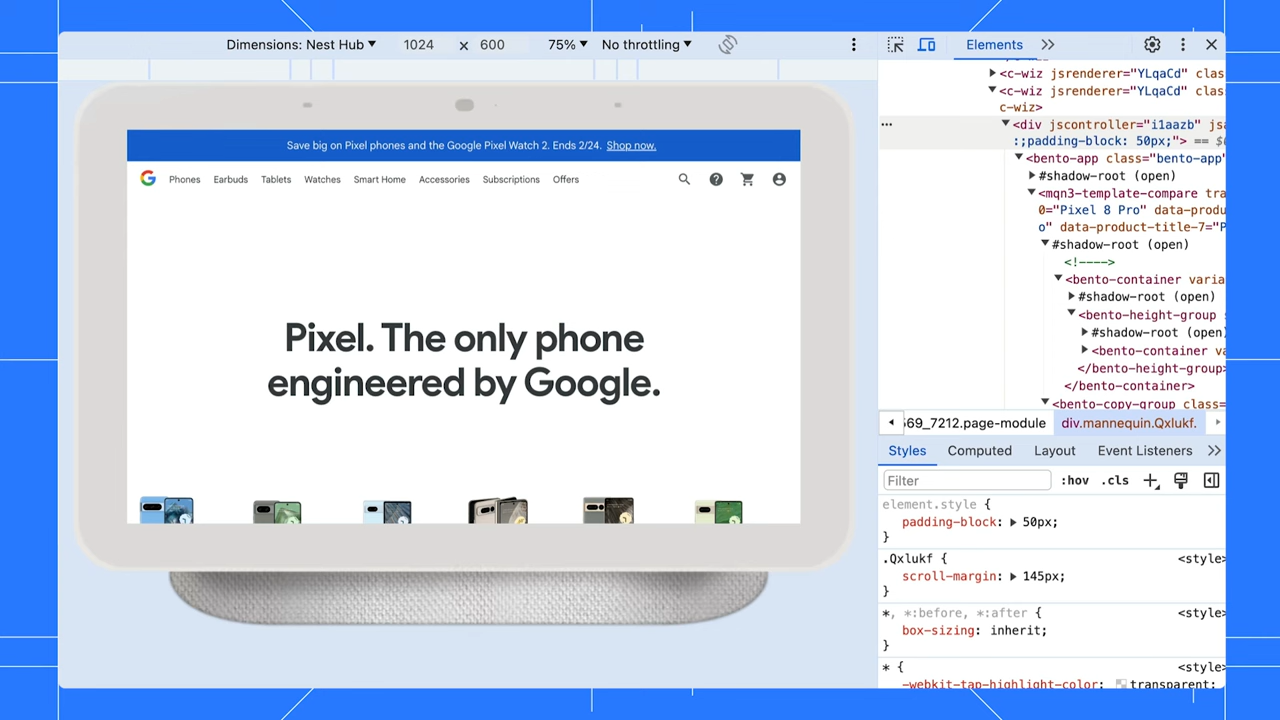 Dimensions: Nest Hub 1024 x 600 75% No throttling
Elements
Save big on Pixel phones and the Google Pixel Watch 2. Ends 2/24. Shop now.
Phones Earbuds Tablets Watches Smart Home Accessories Subscriptions Offers
Pixel. The only phone
engineered by Google.
<c-wiz jsrenderer="YLqaCd" clas
<c-wiz jsrenderer="YLqaCd" clas
c-wiz>
<div jscontroller="i1aazb" jsa
:;padding-block: 50px;"> ==
<bento-app class="bento-app"
#shadow-root (open)
<mqn3-template-compare tra
0="Pixel 8 Pro" data-produ
o" data-product-title-7="P
#shadow-root (open)
<!---->
<bento-container varia
#shadow-root (open)
<bento-height-group
#shadow-root (open)
<bento-container va
</bento-height-group>
</bento-container>
<bento-copy-group class=
69_7212.page-module div.mannequin.Qxlukf.
Styles Computed Layout Event Listeners
Filter :hov .cls
element.style {
padding-block: 50px;
}
.Qxlukf { <style>
scroll-margin: 145px;
}
*, *:before, *:after { <style>
box-sizing: inherit;
}
* { <style>
-webkit-tap-highlight-color: transparent;